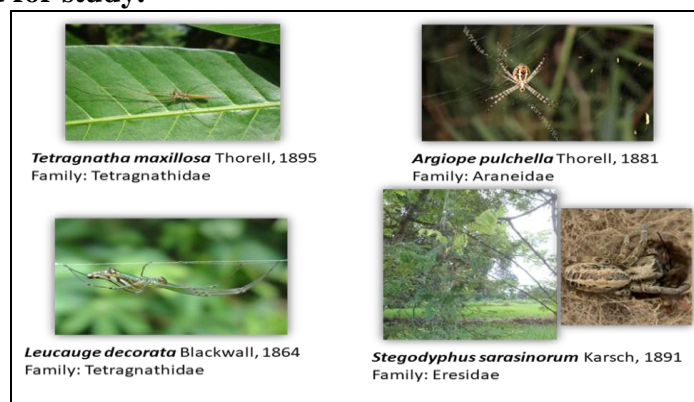 for study:
Tetragnatha maxillosa Thorell, 1895
Family: Tetragnathidae
Argiope pulchella Thorell, 1881
Family: Araneidae
Leucauge decorata Blackwall, 1864
Family: Tetragnathidae
Stegodyphus sarasinorum Karsch, 1891
Family: Eresidae